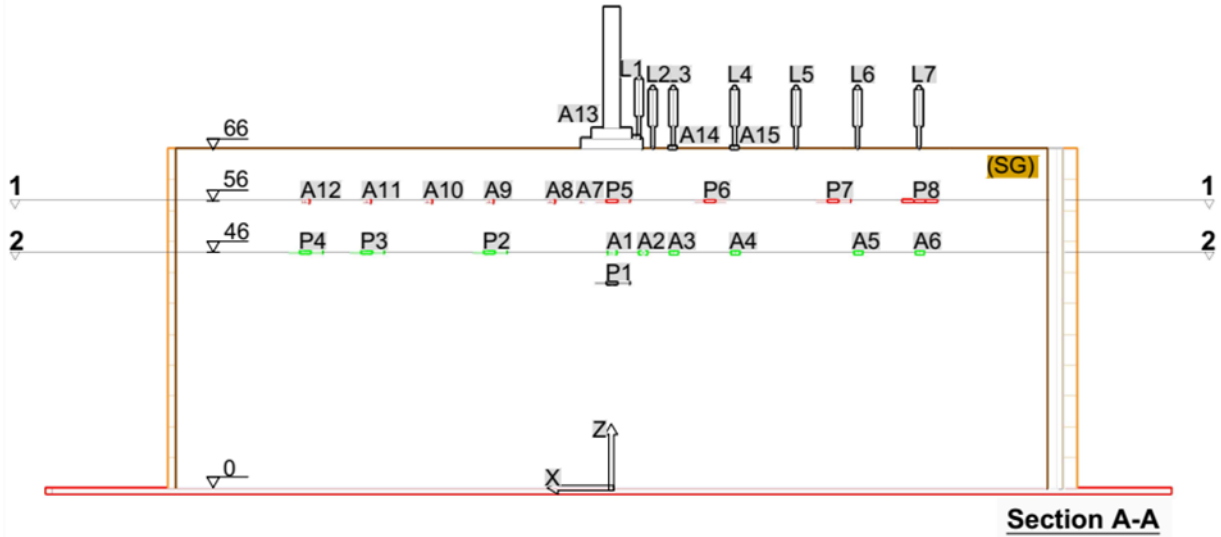 L1 L2 L3 L4 L5 L6 L7
A13 A14 A15
66
(SG)
56
1 A12 A11 A10 A9 A8 A7 P5 P6 P7 P8 1
46
2 P4 P3 P2 A1 A2 A3 A4 A5 A6 2
P1
Z
0 X
Section A-A